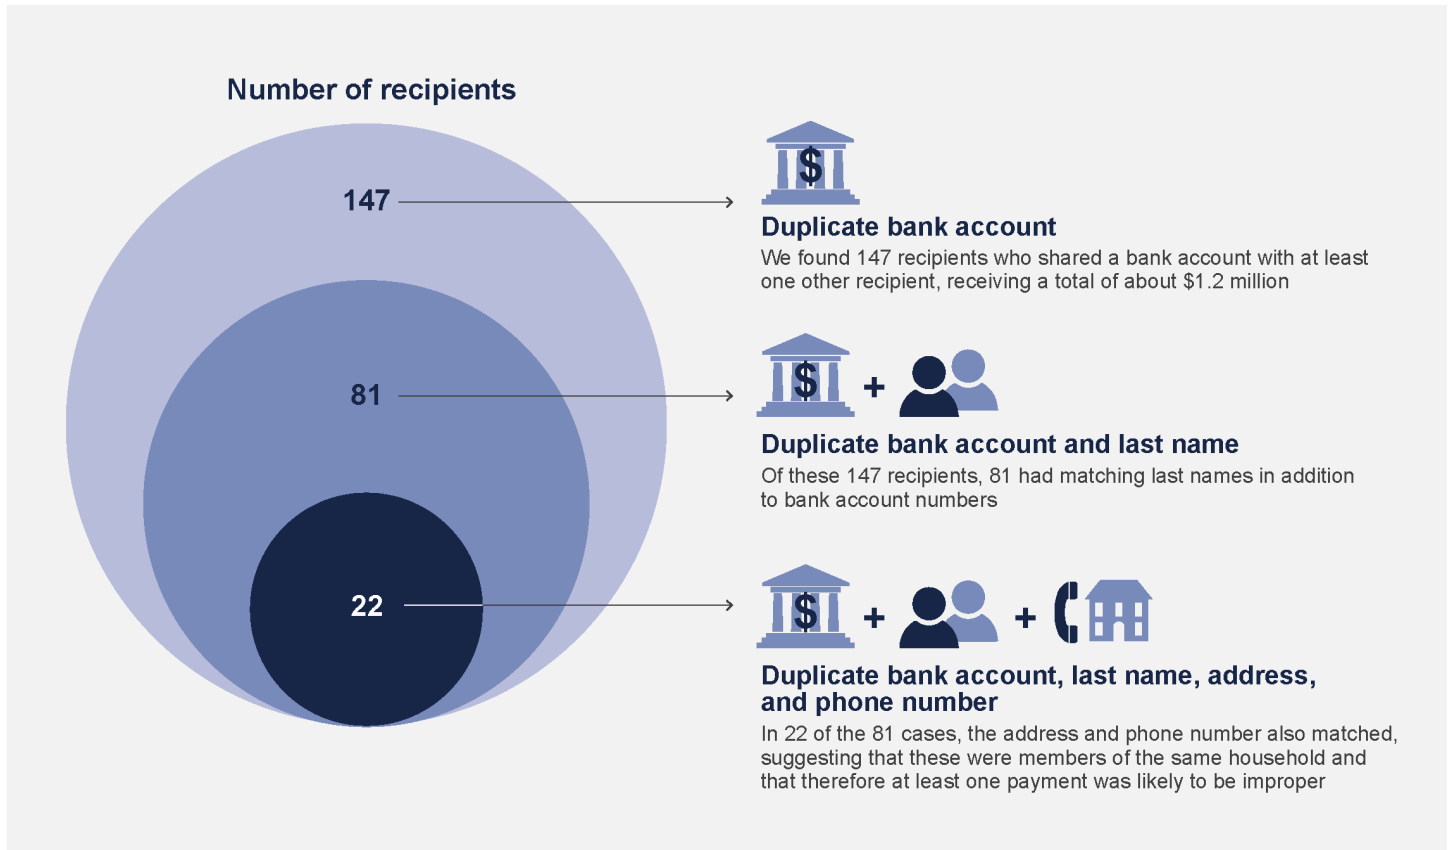 Number of recipients
147
$
Duplicate bank account
We found 147 recipients who shared a bank account with at least
one other recipient, receiving a total of about $1.2 million
81
$ +
Duplicate bank account and last name
Of these 147 recipients, 81 had matching last names in addition
to bank account numbers
22
$ + +
Duplicate bank account, last name, address,
and phone number
In 22 of the 81 cases, the address and phone number also matched,
suggesting that these were members of the same household and
that therefore at least one payment was likely to be improper